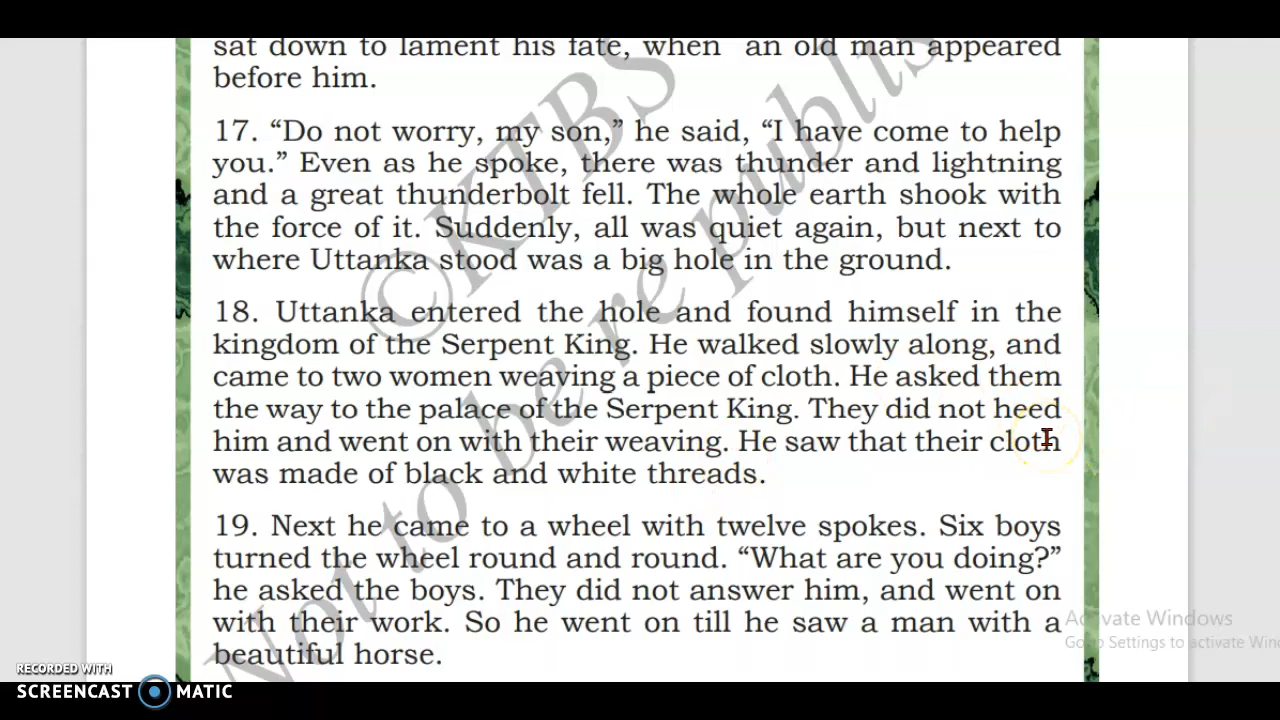 sat down to lament his fate, when an old man appeared
before him.
17. “Do not worry, my son,” he said, “I have come to help
you.” Even as he spoke, there was thunder and lightning
and a great thunderbolt fell. The whole earth shook with
the force of it. Suddenly, all was quiet again, but next to
where Uttanka stood was a big hole in the ground.
18. Uttanka entered the hole and found himself in the
kingdom of the Serpent King. He walked slowly along, and
came to two women weaving a piece of cloth. He asked them
the way to the palace of the Serpent King. They did not heed
him and went on with their weaving. He saw that their cloth
was made of black and white threads.
19. Next he came to a wheel with twelve spokes. Six boys
turned the wheel round and round. “What are you doing?”
he asked the boys. They did not answer him, and went on
with their work. So he went on till he saw a man with a
beautiful horse.
©KTBS
Not to be re publis
Activate Windows
Go to Settings to activate Win
RECORDED WITH
SCREENCAST MATIC